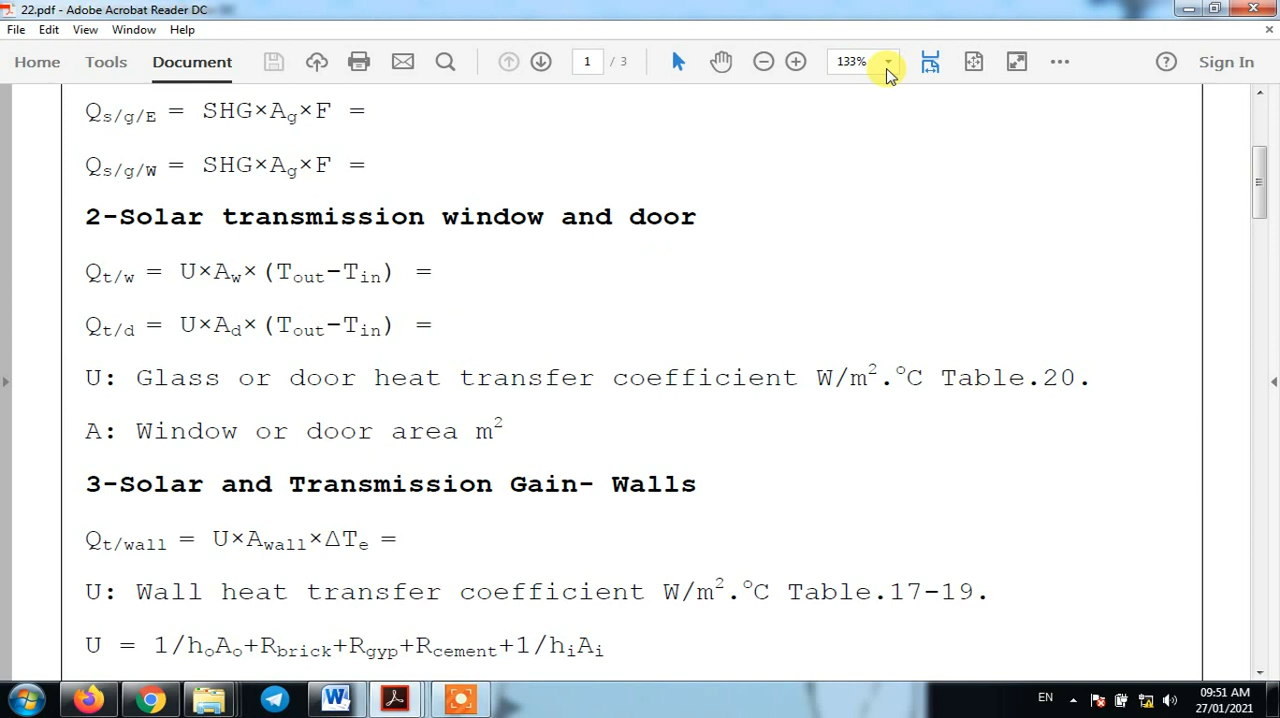 22.pdf - Adobe Acrobat Reader DC
File Edit View Window Help
Home Tools Document 1 / 3 133% Sign In
Qs/g/E = SHG×Ag×F =
Qs/g/W = SHG×Ag×F =
2-Solar transmission window and door
Qt/w = U×Aw×(Tout-Tin) =
Qt/d = U×Ad×(Tout-Tin) =
U: Glass or door heat transfer coefficient W/m².°C Table.20.
A: Window or door area m²
3-Solar and Transmission Gain- Walls
Qt/wall = U×Awall×ΔTe =
U: Wall heat transfer coefficient W/m².°C Table.17-19.
U = 1/hoAo+Rbrick+Rgyp+Rcement+1/hiAi
EN 09:51 AM
27/01/2021